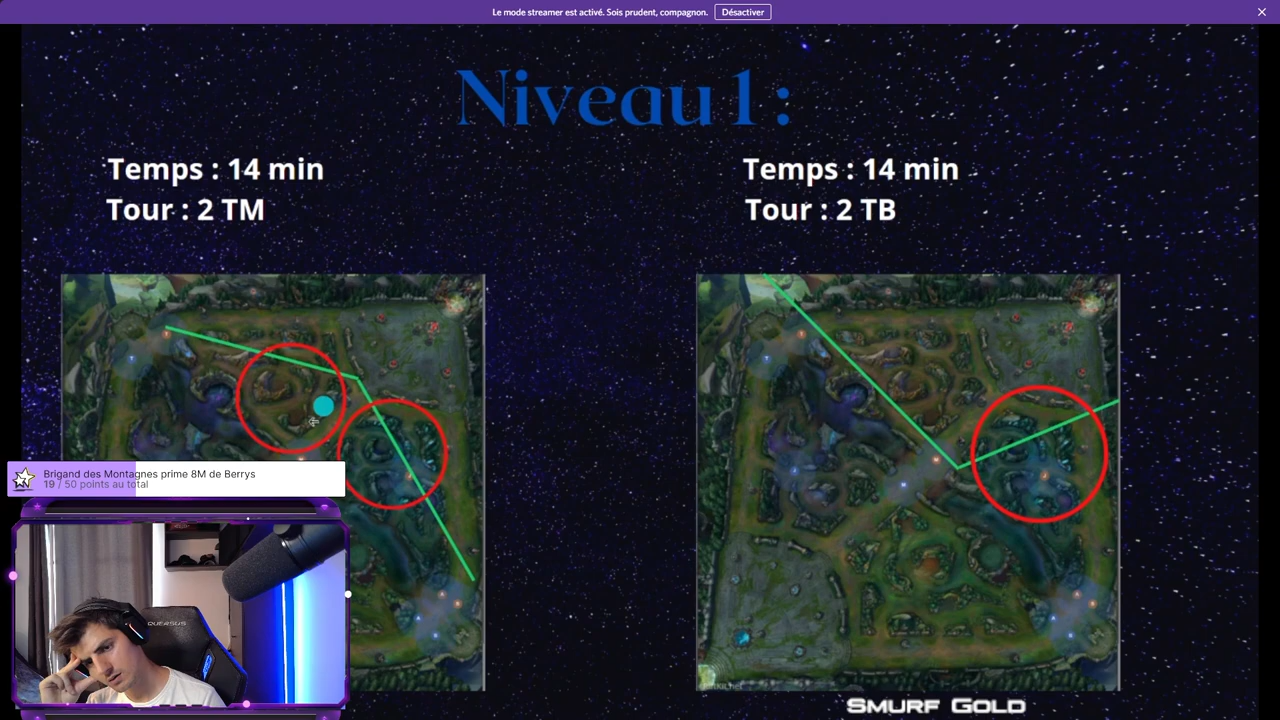 Le mode streamer est activé. Sois prudent, compagnon. Désactiver
Niveau 1 :
Temps : 14 min
Tour : 2 TM
Temps : 14 min
Tour : 2 TB
Brigand des Montagnes prime 8M de Berrys
19 / 50 points au total
QUERSUS
SMURF GOLD